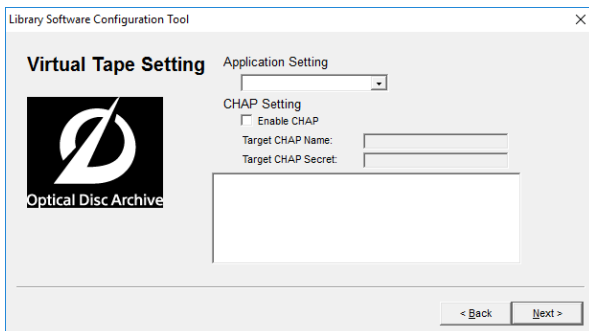 Library Software Configuration Tool
Virtual Tape Setting
Application Setting
CHAP Setting
Enable CHAP
Target CHAP Name:
Target CHAP Secret:
Optical Disc Archive
< Back
Next >